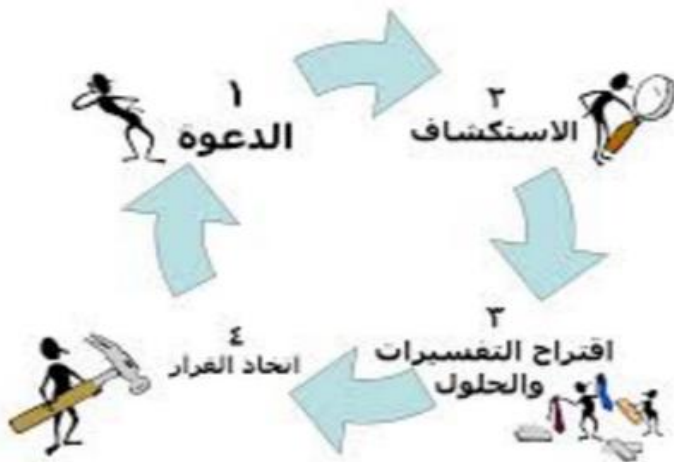 ١
الدعوة
٢
الاستكشاف
٣
اقتراح التفسيرات
والحلول
٤
اتخاذ القرار